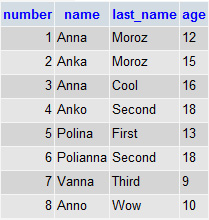 number name last_name age
1 Anna Moroz 12
2 Anka Moroz 15
3 Anna Cool 16
4 Anko Second 18
5 Polina First 13
6 Polianna Second 18
7 Vanna Third 9
8 Anno Wow 10